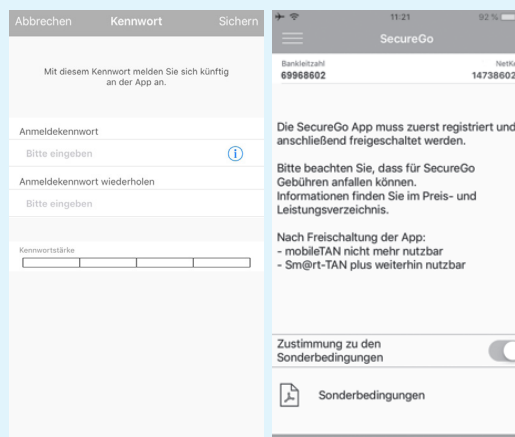 Abbrechen Kennwort Sichern
Mit diesem Kennwort melden Sie sich künftig
an der App an.
Anmeldekennwort
Bitte eingeben
Anmeldekennwort wiederholen
Bitte eingeben
Kennwortstärke
11:21 92 %
SecureGo
Bankleitzahl
69968602 14738602
Die SecureGo App muss zuerst registriert und
anschließend freigeschaltet werden.
Bitte beachten Sie, dass für SecureGo
Gebühren anfallen können.
Informationen finden Sie im Preis- und
Leistungsverzeichnis.
Nach Freischaltung der App:
- mobileTAN nicht mehr nutzbar
- Sm@rt-TAN plus weiterhin nutzbar
Zustimmung zu den
Sonderbedingungen
Sonderbedingungen